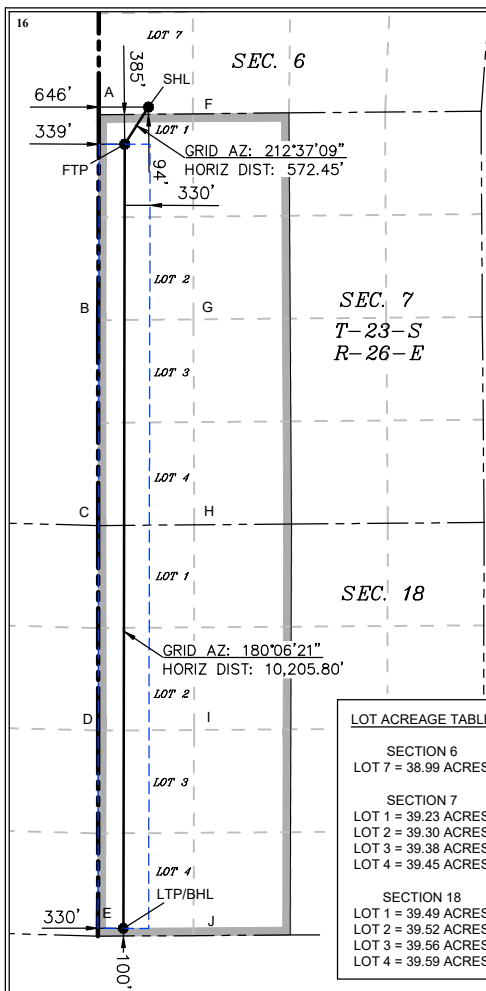 16
LOT 7
SEC. 6
385'
SHL
646'
A
F
339'
LOT 1
FTP
GRID AZ: 212°37'09"
HORIZ DIST: 572.45'
94'
330'
LOT 2
B
G
SEC. 7
T-23-S
R-26-E
LOT 3
LOT 4
C
H
LOT 1
SEC. 18
GRID AZ: 180°06'21"
HORIZ DIST: 10,205.80'
LOT 2
D
I
LOT 3
LOT 4
LTP/BHL
330'
E
J
100'
LOT ACREAGE TABLE
SECTION 6
LOT 7 = 38.99 ACRES
SECTION 7
LOT 1 = 39.23 ACRES
LOT 2 = 39.30 ACRES
LOT 3 = 39.38 ACRES
LOT 4 = 39.45 ACRES
SECTION 18
LOT 1 = 39.49 ACRES
LOT 2 = 39.52 ACRES
LOT 3 = 39.56 ACRES
LOT 4 = 39.59 ACRES